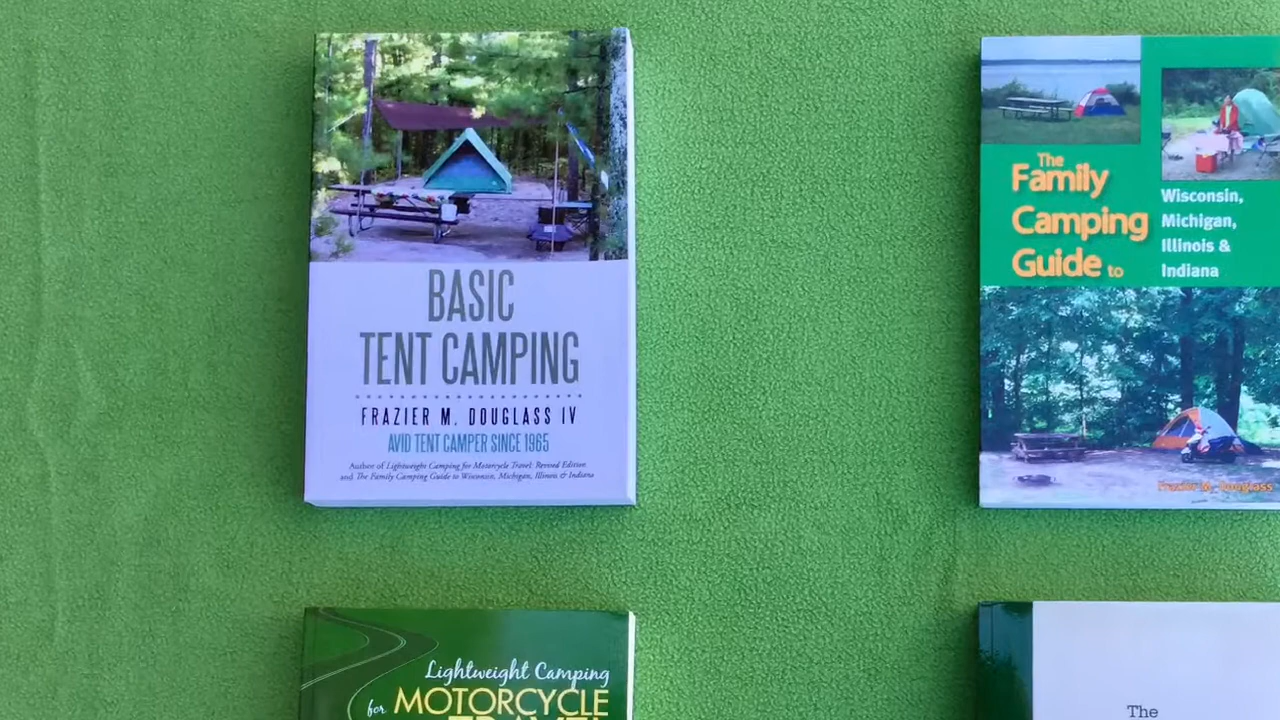 BASIC
TENT CAMPING
FRAZIER M. DOUGLASS IV
AVID TENT CAMPER SINCE 1965
Author of Lightweight Camping for Motorcycle Travel: Revised Edition
and The Family Camping Guide to Wisconsin, Michigan, Illinois & Indiana
The
Family
Camping
Guide to
Wisconsin,
Michigan,
Illinois &
Indiana
Frazier M. Douglass
Lightweight Camping
for MOTORCYCLE
TRAVEL
The